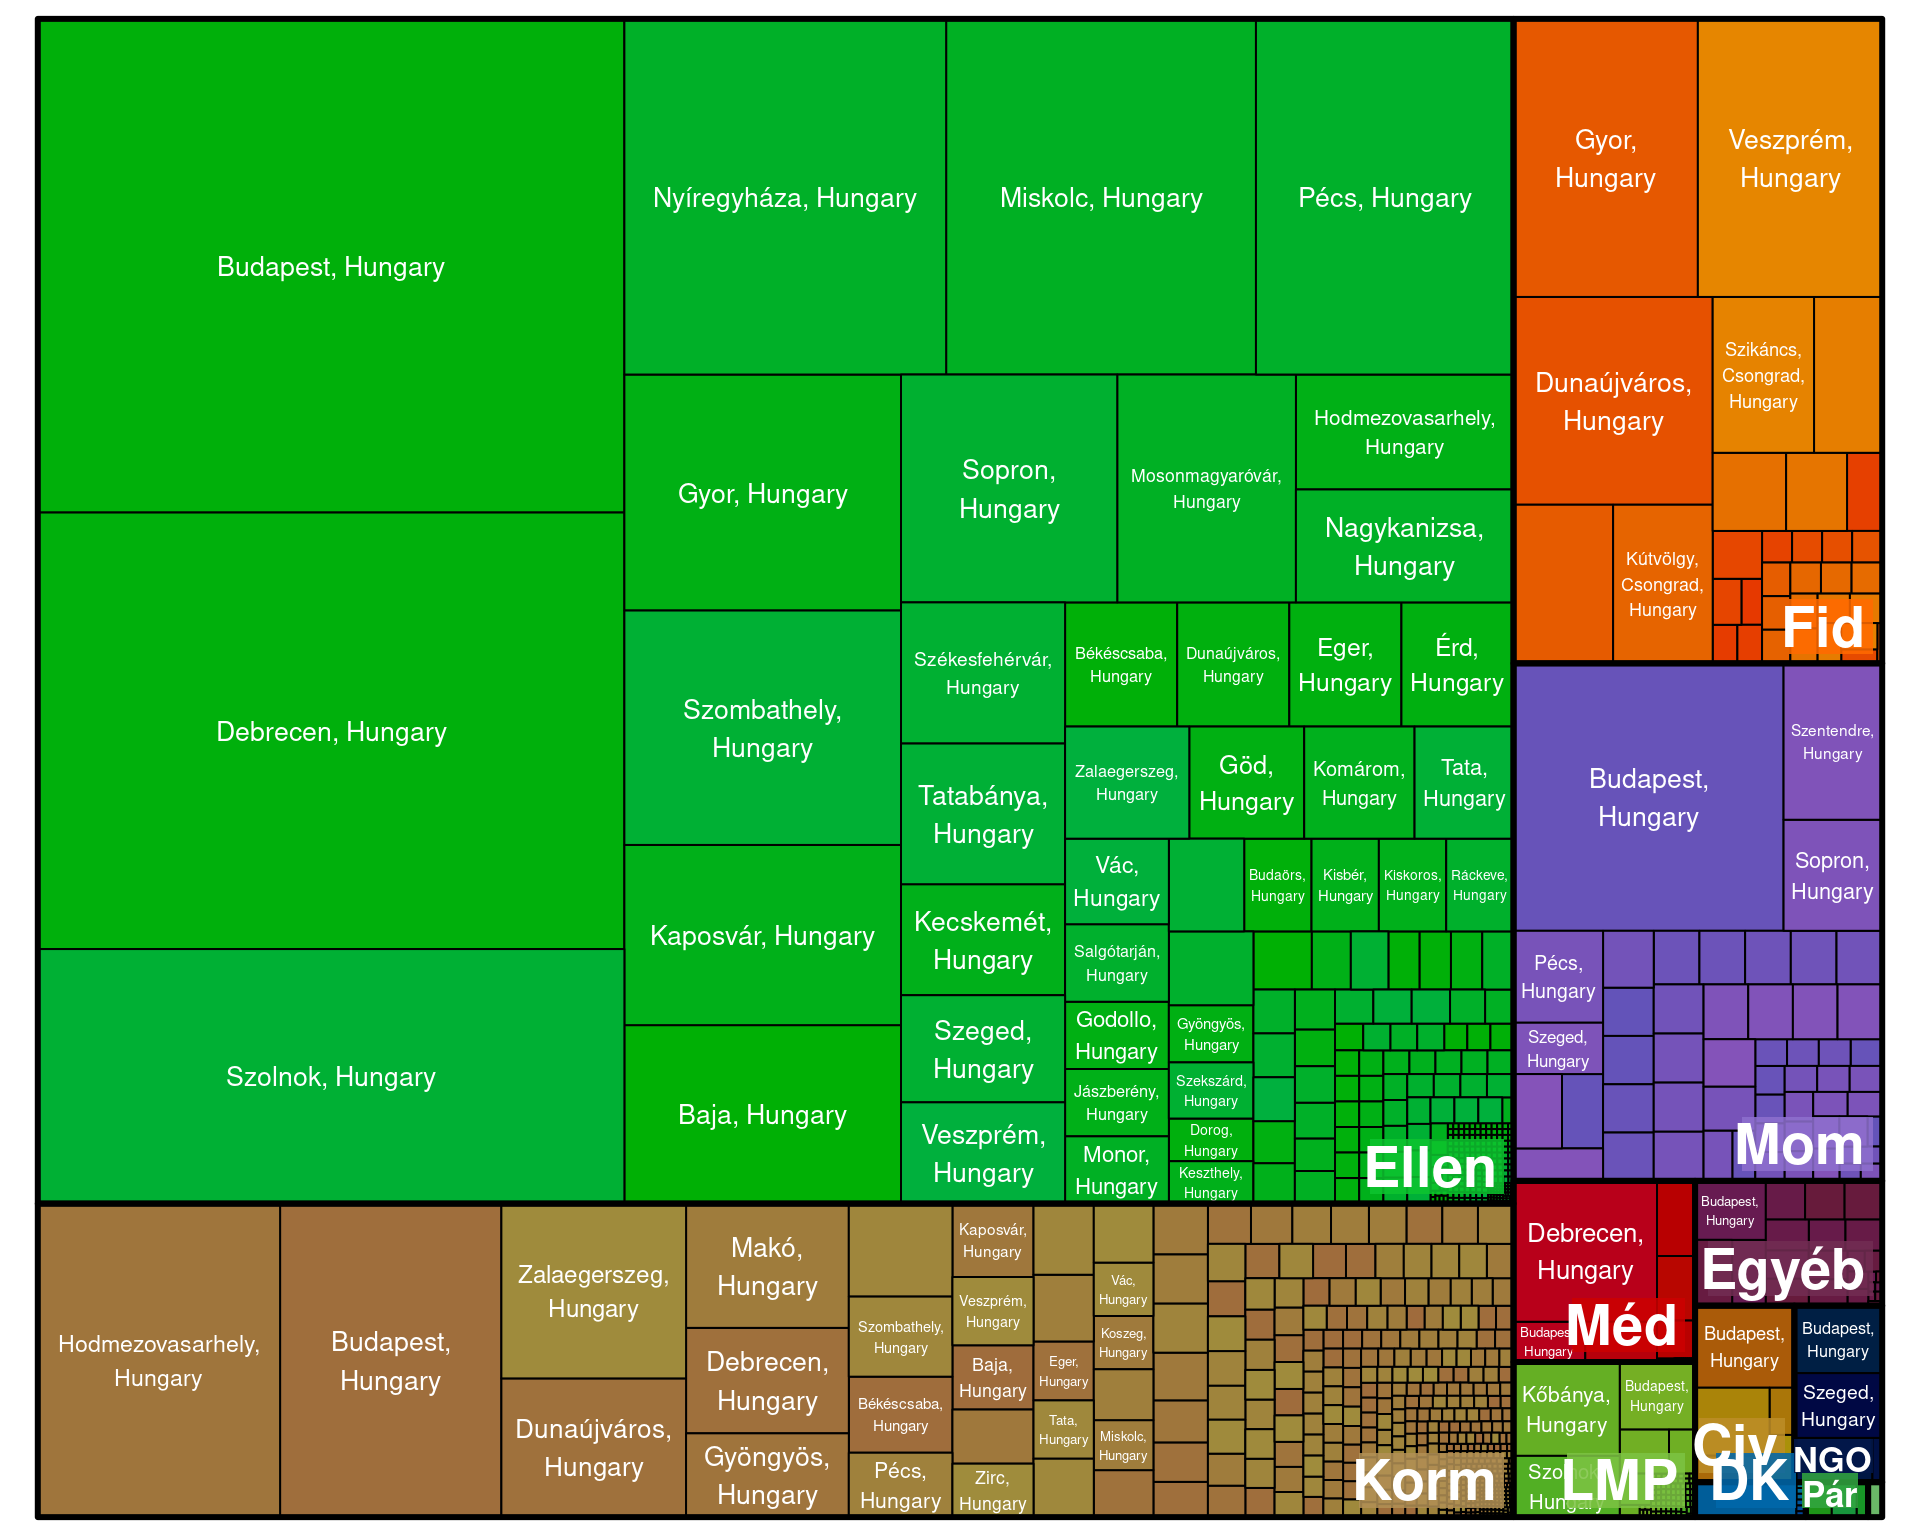 Budapest, Hungary
Debrecen, Hungary
Szolnok, Hungary
Nyíregyháza, Hungary
Miskolc, Hungary
Pécs, Hungary
Gyor, Hungary
Szombathely,
Hungary
Kaposvár, Hungary
Baja, Hungary
Sopron,
Hungary
Mosonmagyaróvár,
Hungary
Hodmezovasarhely,
Hungary
Nagykanizsa,
Hungary
Székesfehérvár,
Hungary
Tatabánya,
Hungary
Kecskemét,
Hungary
Szeged,
Hungary
Veszprém,
Hungary
Békéscsaba,
Hungary
Dunaújváros,
Hungary
Eger,
Hungary
Érd,
Hungary
Zalaegerszeg,
Hungary
Göd,
Hungary
Komárom,
Hungary
Tata,
Hungary
Vác,
Hungary
Salgótarján,
Hungary
Godollo,
Hungary
Jászberény,
Hungary
Monor,
Hungary
Budaörs,
Hungary
Kisbér,
Hungary
Kiskoros,
Hungary
Ráckeve,
Hungary
Gyöngyös,
Hungary
Szekszárd,
Hungary
Dorog,
Hungary
Keszthely,
Hungary
Ellen
Hodmezovasarhely,
Hungary
Budapest,
Hungary
Zalaegerszeg,
Hungary
Dunaújváros,
Hungary
Makó,
Hungary
Debrecen,
Hungary
Gyöngyös,
Hungary
Szombathely,
Hungary
Békéscsaba,
Hungary
Pécs,
Hungary
Kaposvár,
Hungary
Veszprém,
Hungary
Baja,
Hungary
Zirc,
Hungary
Eger,
Hungary
Tata,
Hungary
Vác,
Hungary
Koszeg,
Hungary
Miskolc,
Hungary
Korm
Gyor,
Hungary
Veszprém,
Hungary
Dunaújváros,
Hungary
Szikáncs,
Csongrad,
Hungary
Kútvölgy,
Csongrad,
Hungary
Fid
Budapest,
Hungary
Szentendre,
Hungary
Sopron,
Hungary
Pécs,
Hungary
Szeged,
Hungary
Mom
Debrecen,
Hungary
Budapest,
Hungary
Méd
Budapest,
Hungary
Egyéb
Kőbánya,
Hungary
Budapest,
Hungary
Szolnok,
Hungary
LMP
Budapest,
Hungary
Civ
Budapest,
Hungary
Szeged,
Hungary
NGO
DK
Pár